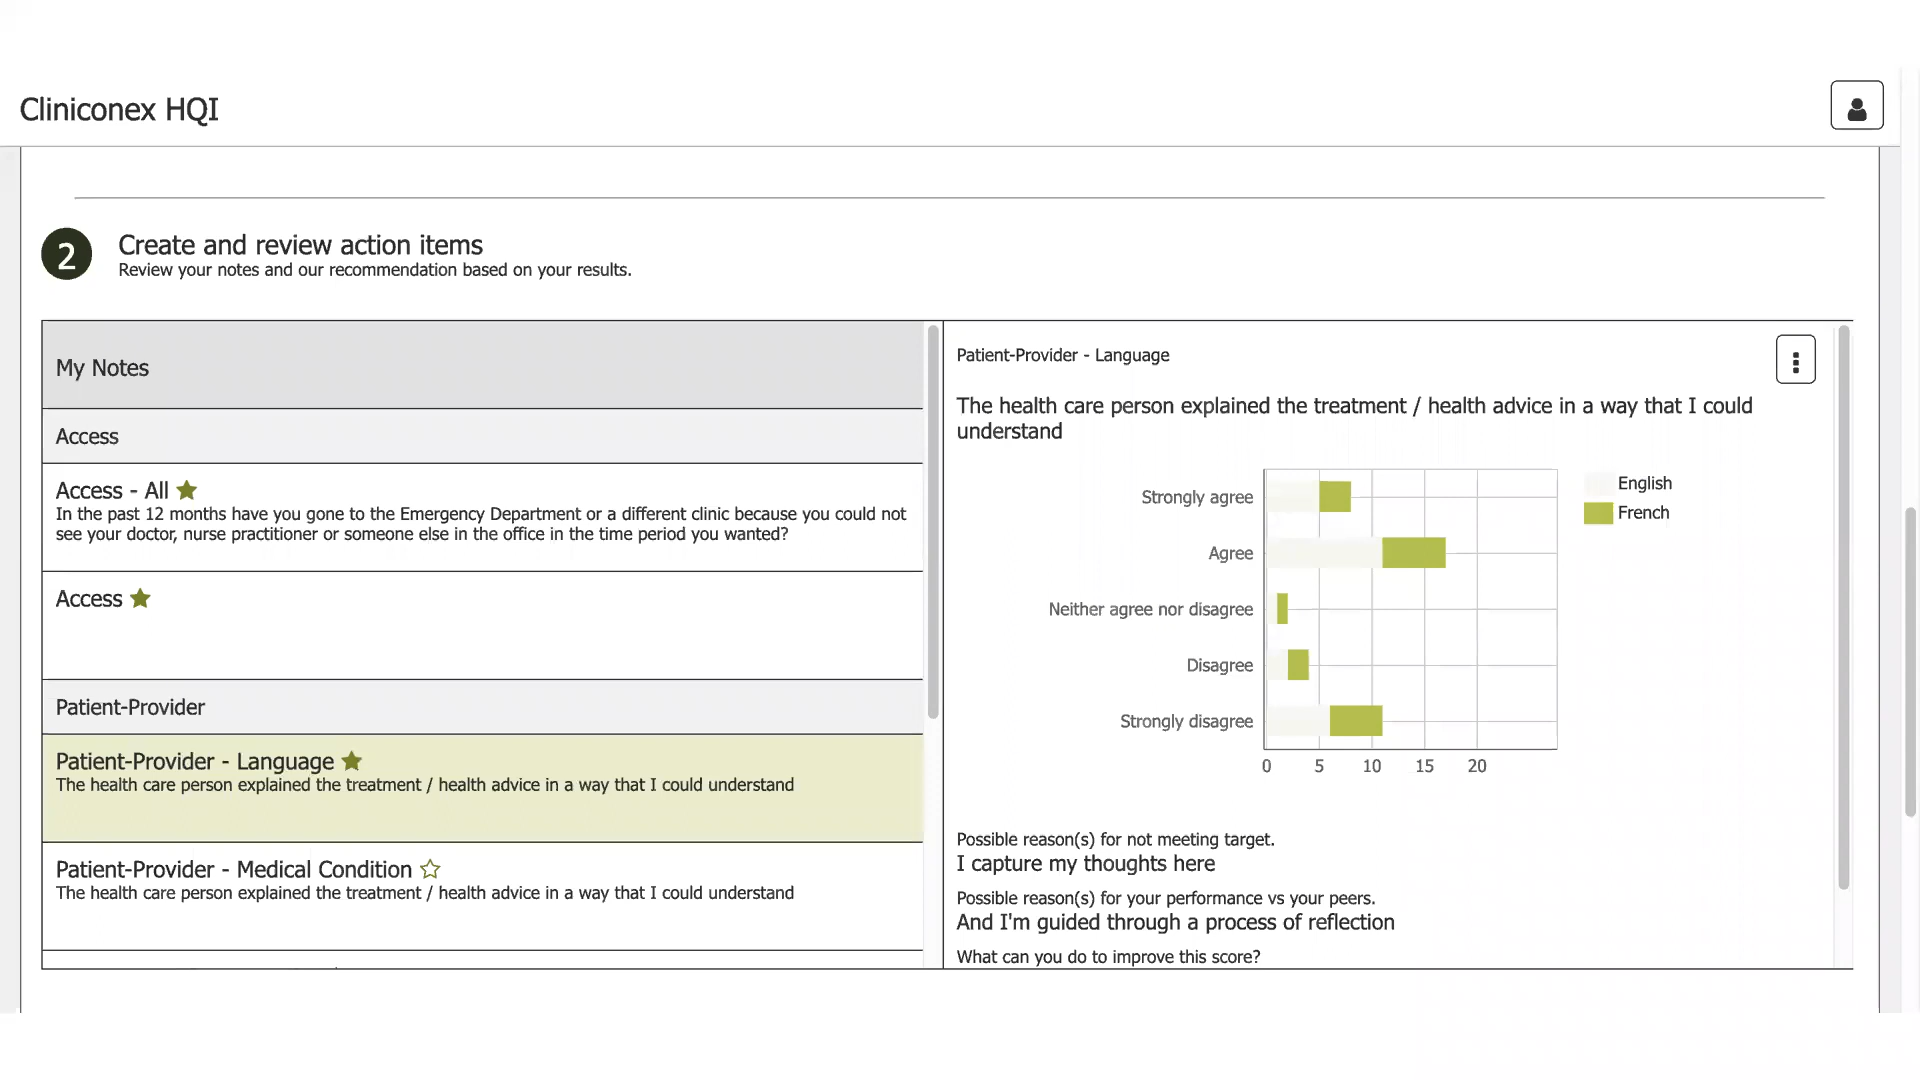 Cliniconex HQI
2
Create and review action items
Review your notes and our recommendation based on your results.
My Notes
Access
Access - All
In the past 12 months have you gone to the Emergency Department or a different clinic because you could not
see your doctor, nurse practitioner or someone else in the office in the time period you wanted?
Access
Patient-Provider
Patient-Provider - Language
The health care person explained the treatment / health advice in a way that I could understand
Patient-Provider - Medical Condition
The health care person explained the treatment / health advice in a way that I could understand
Patient-Provider - Language
The health care person explained the treatment / health advice in a way that I could
understand
Strongly agree
Agree
Neither agree nor disagree
Disagree
Strongly disagree
0 5 10 15 20
English
French
Possible reason(s) for not meeting target.
I capture my thoughts here
Possible reason(s) for your performance vs your peers.
And I'm guided through a process of reflection
What can you do to improve this score?